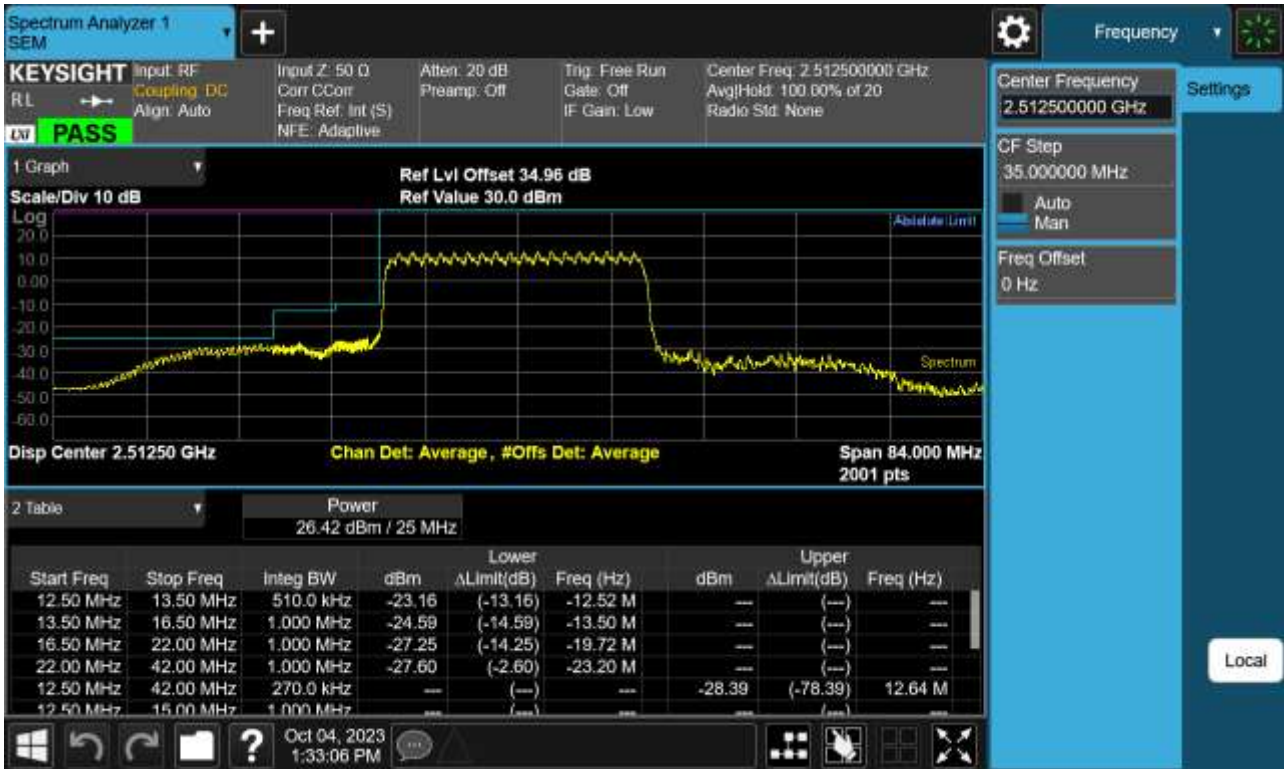 Spectrum Analyzer 1
SEM
+
Frequency
KEYSIGHT
RL
LXI
PASS
Input: RF
Coupling: DC
Align: Auto
Input Z: 50 Ω
Corr CCorr
Freq Ref: Int (S)
NFE: Adaptive
Atten: 20 dB
Preamp: Off
Trig: Free Run
Gate: Off
IF Gain: Low
Center Freq: 2.512500000 GHz
Avg|Hold: 100.00% of 20
Radio Std: None
Center Frequency
2.512500000 GHz
Settings
CF Step
35.000000 MHz
Auto
Man
Freq Offset
0 Hz
1 Graph
Scale/Div 10 dB
Ref Lvl Offset 34.96 dB
Ref Value 30.0 dBm
Log
20.0
10.0
0.00
-10.0
-20.0
-30.0
-40.0
-50.0
-60.0
Absolute Limit
Spectrum
Disp Center 2.51250 GHz
Chan Det: Average, #Offs Det: Average
Span 84.000 MHz
2001 pts
2 Table
Power
26.42 dBm / 25 MHz
Lower Upper
Start Freq Stop Freq Integ BW dBm ΔLimit(dB) Freq (Hz) dBm ΔLimit(dB) Freq (Hz)
12.50 MHz 13.50 MHz 510.0 kHz -23.16 (-13.16) -12.52 M --- (---) ---
13.50 MHz 16.50 MHz 1.000 MHz -24.59 (-14.59) -13.50 M --- (---) ---
16.50 MHz 22.00 MHz 1.000 MHz -27.25 (-14.25) -19.72 M --- (---) ---
22.00 MHz 42.00 MHz 1.000 MHz -27.60 (-2.60) -23.20 M --- (---) ---
12.50 MHz 42.00 MHz 270.0 kHz --- (---) --- -28.39 (-78.39) 12.64 M
12.50 MHz 15.00 MHz 1.000 MHz --- (---) --- --- (---) ---
Local
?
Oct 04, 2023
1:33:06 PM